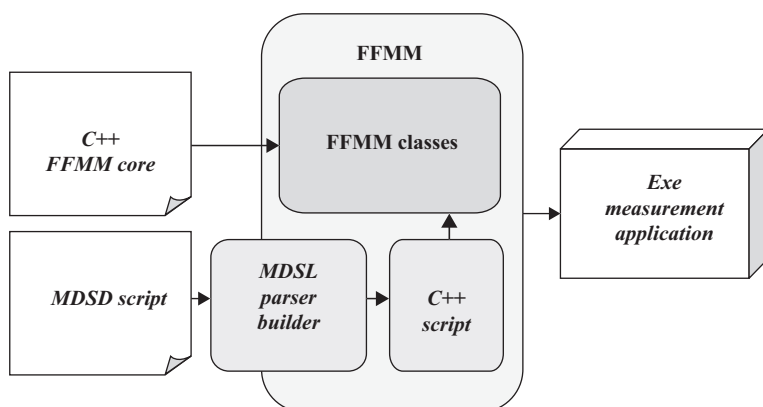 FFMM
C++
FFMM core
FFMM classes
Exe
measurement
application
MDSD script
MDSL
parser
builder
C++
script